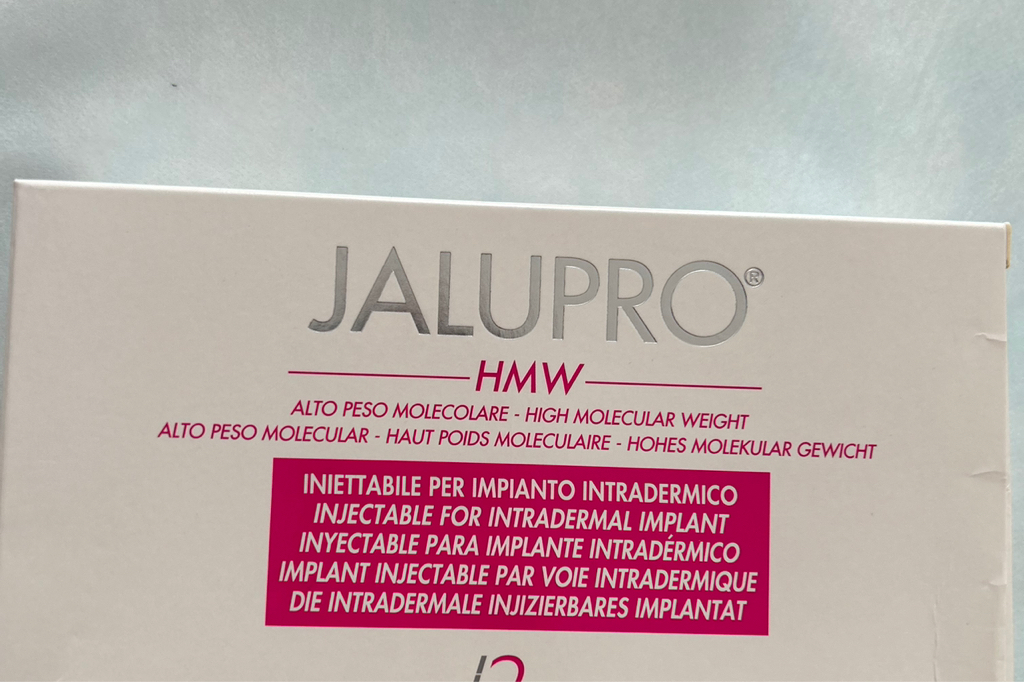 JALUPRO®
HMW
ALTO PESO MOLECOLARE - HIGH MOLECULAR WEIGHT
ALTO PESO MOLECULAR - HAUT POIDS MOLECULAIRE - HOHES MOLEKULAR GEWICHT
INIETTABILE PER IMPIANTO INTRADERMICO
INJECTABLE FOR INTRADERMAL IMPLANT
INYECTABLE PARA IMPLANTE INTRADÉRMICO
IMPLANT INJECTABLE PAR VOIE INTRADERMIQUE
DIE INTRADERMALE INJIZIERBARES IMPLANTAT